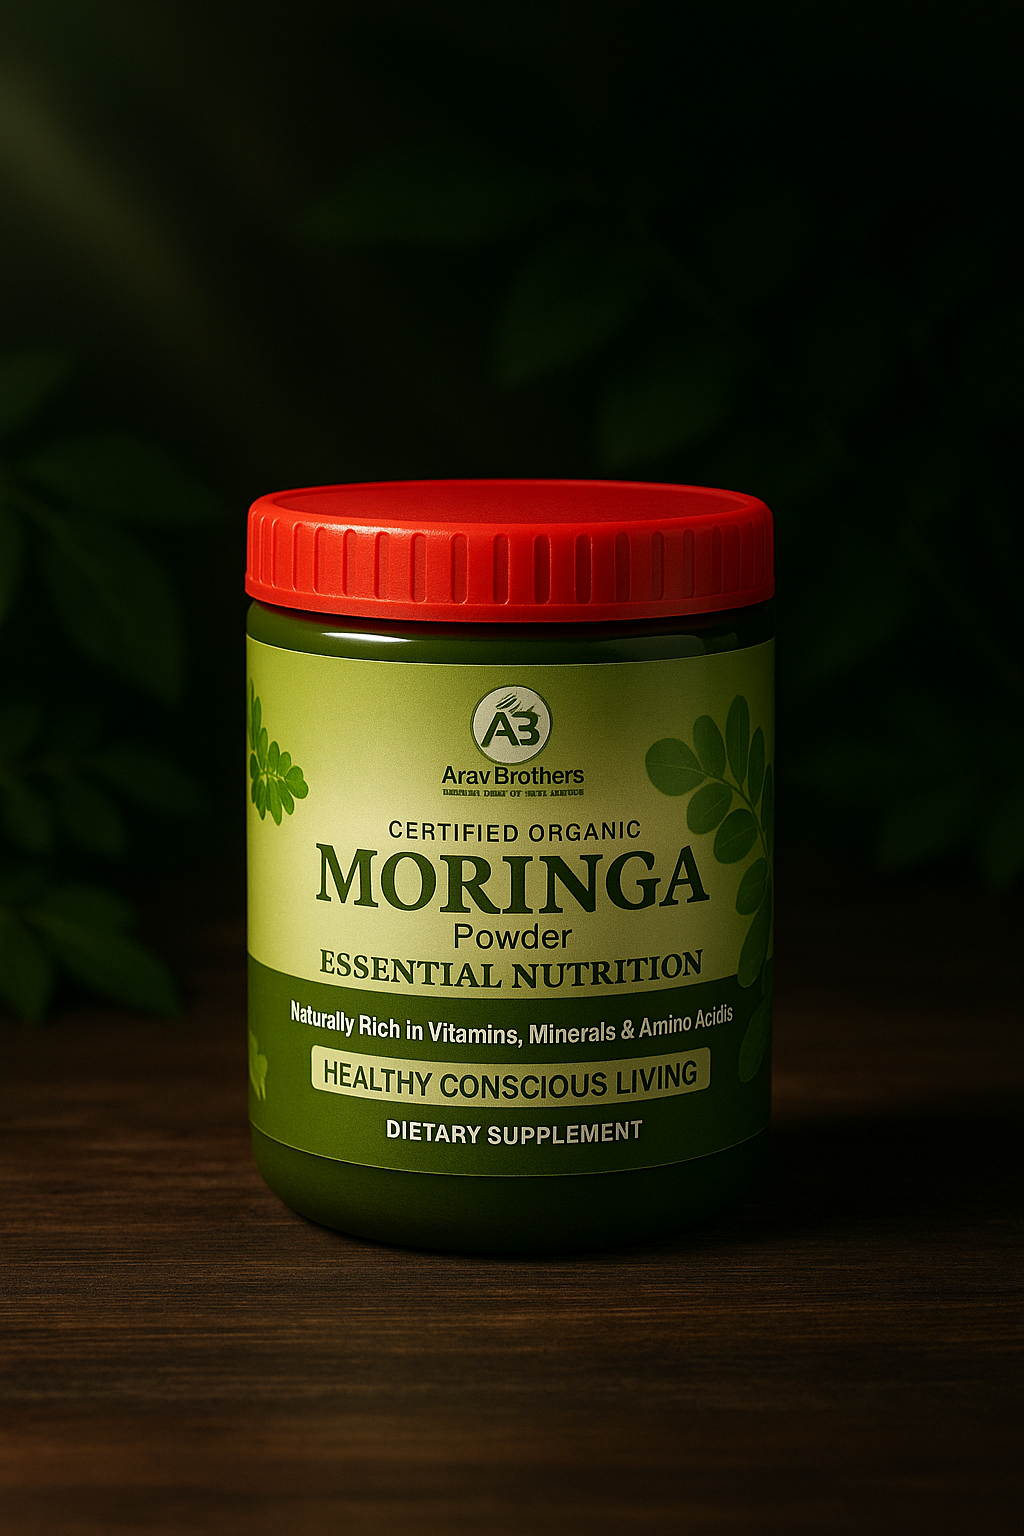 AB
Arav Brothers
CERTIFIED ORGANIC
MORINGA
Powder
ESSENTIAL NUTRITION
Naturally Rich in Vitamins, Minerals & Amino Acidis
HEALTHY CONSCIOUS LIVING
DIETARY SUPPLEMENT